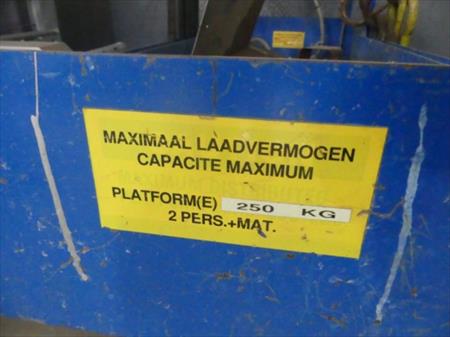 MAXIMAAL LAADVERMOGEN
CAPACITE MAXIMUM
PLATFORM(E) 250 KG
2 PERS.+MAT.